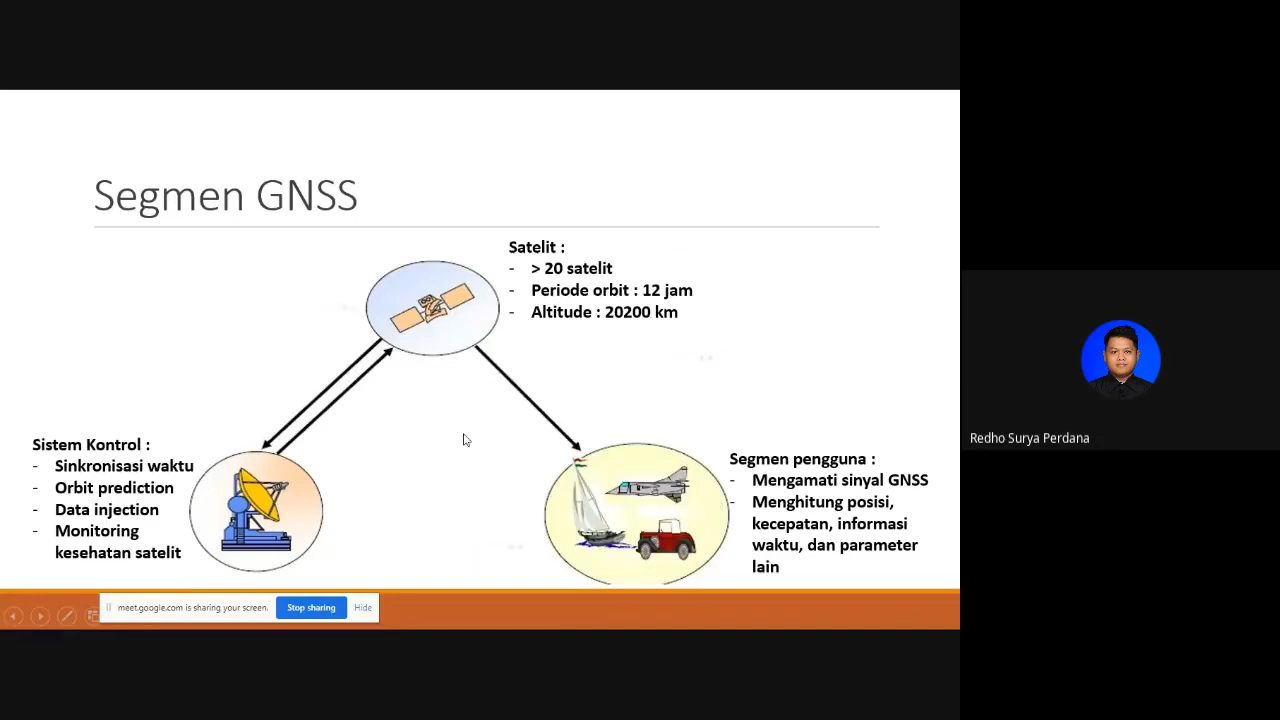 Segmen GNSS
Satelit :
- > 20 satelit
- Periode orbit : 12 jam
- Altitude : 20200 km
Sistem Kontrol :
- Sinkronisasi waktu
- Orbit prediction
- Data injection
- Monitoring
kesehatan satelit
Segmen pengguna :
- Mengamati sinyal GNSS
- Menghitung posisi,
kecepatan, informasi
waktu, dan parameter
lain
meet.google.com is sharing your screen.
Stop sharing
Hide
Redho Surya Perdana